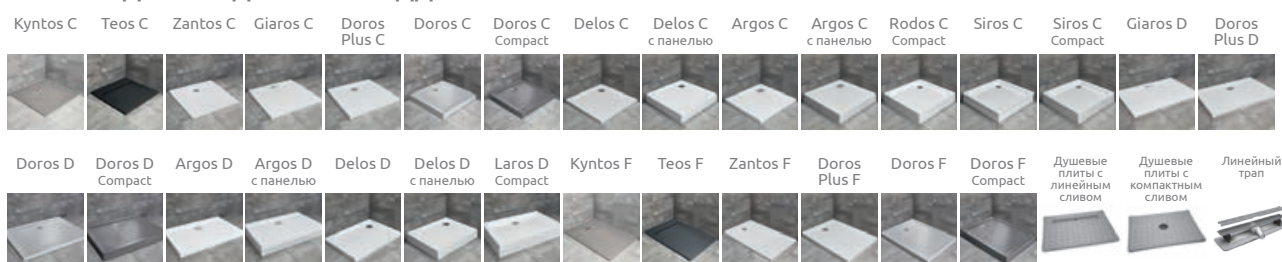 Kyntos C Teos C Zantos C Giaros C Doros Plus C Doros C Doros C Compact Delos C Delos C с панелью Argos C Argos C с панелью Rodos C Compact Siros C Siros C Compact Giaros D Doros Plus D
Doros D Doros D Compact Argos D Argos D с панелью Delos D Delos D с панелью Laros D Compact Kyntos F Teos F Zantos F Doros Plus F Doros F Doros F Compact Душевые плиты с линейным сливом Душевые плиты с компактным сливом Линейный трап